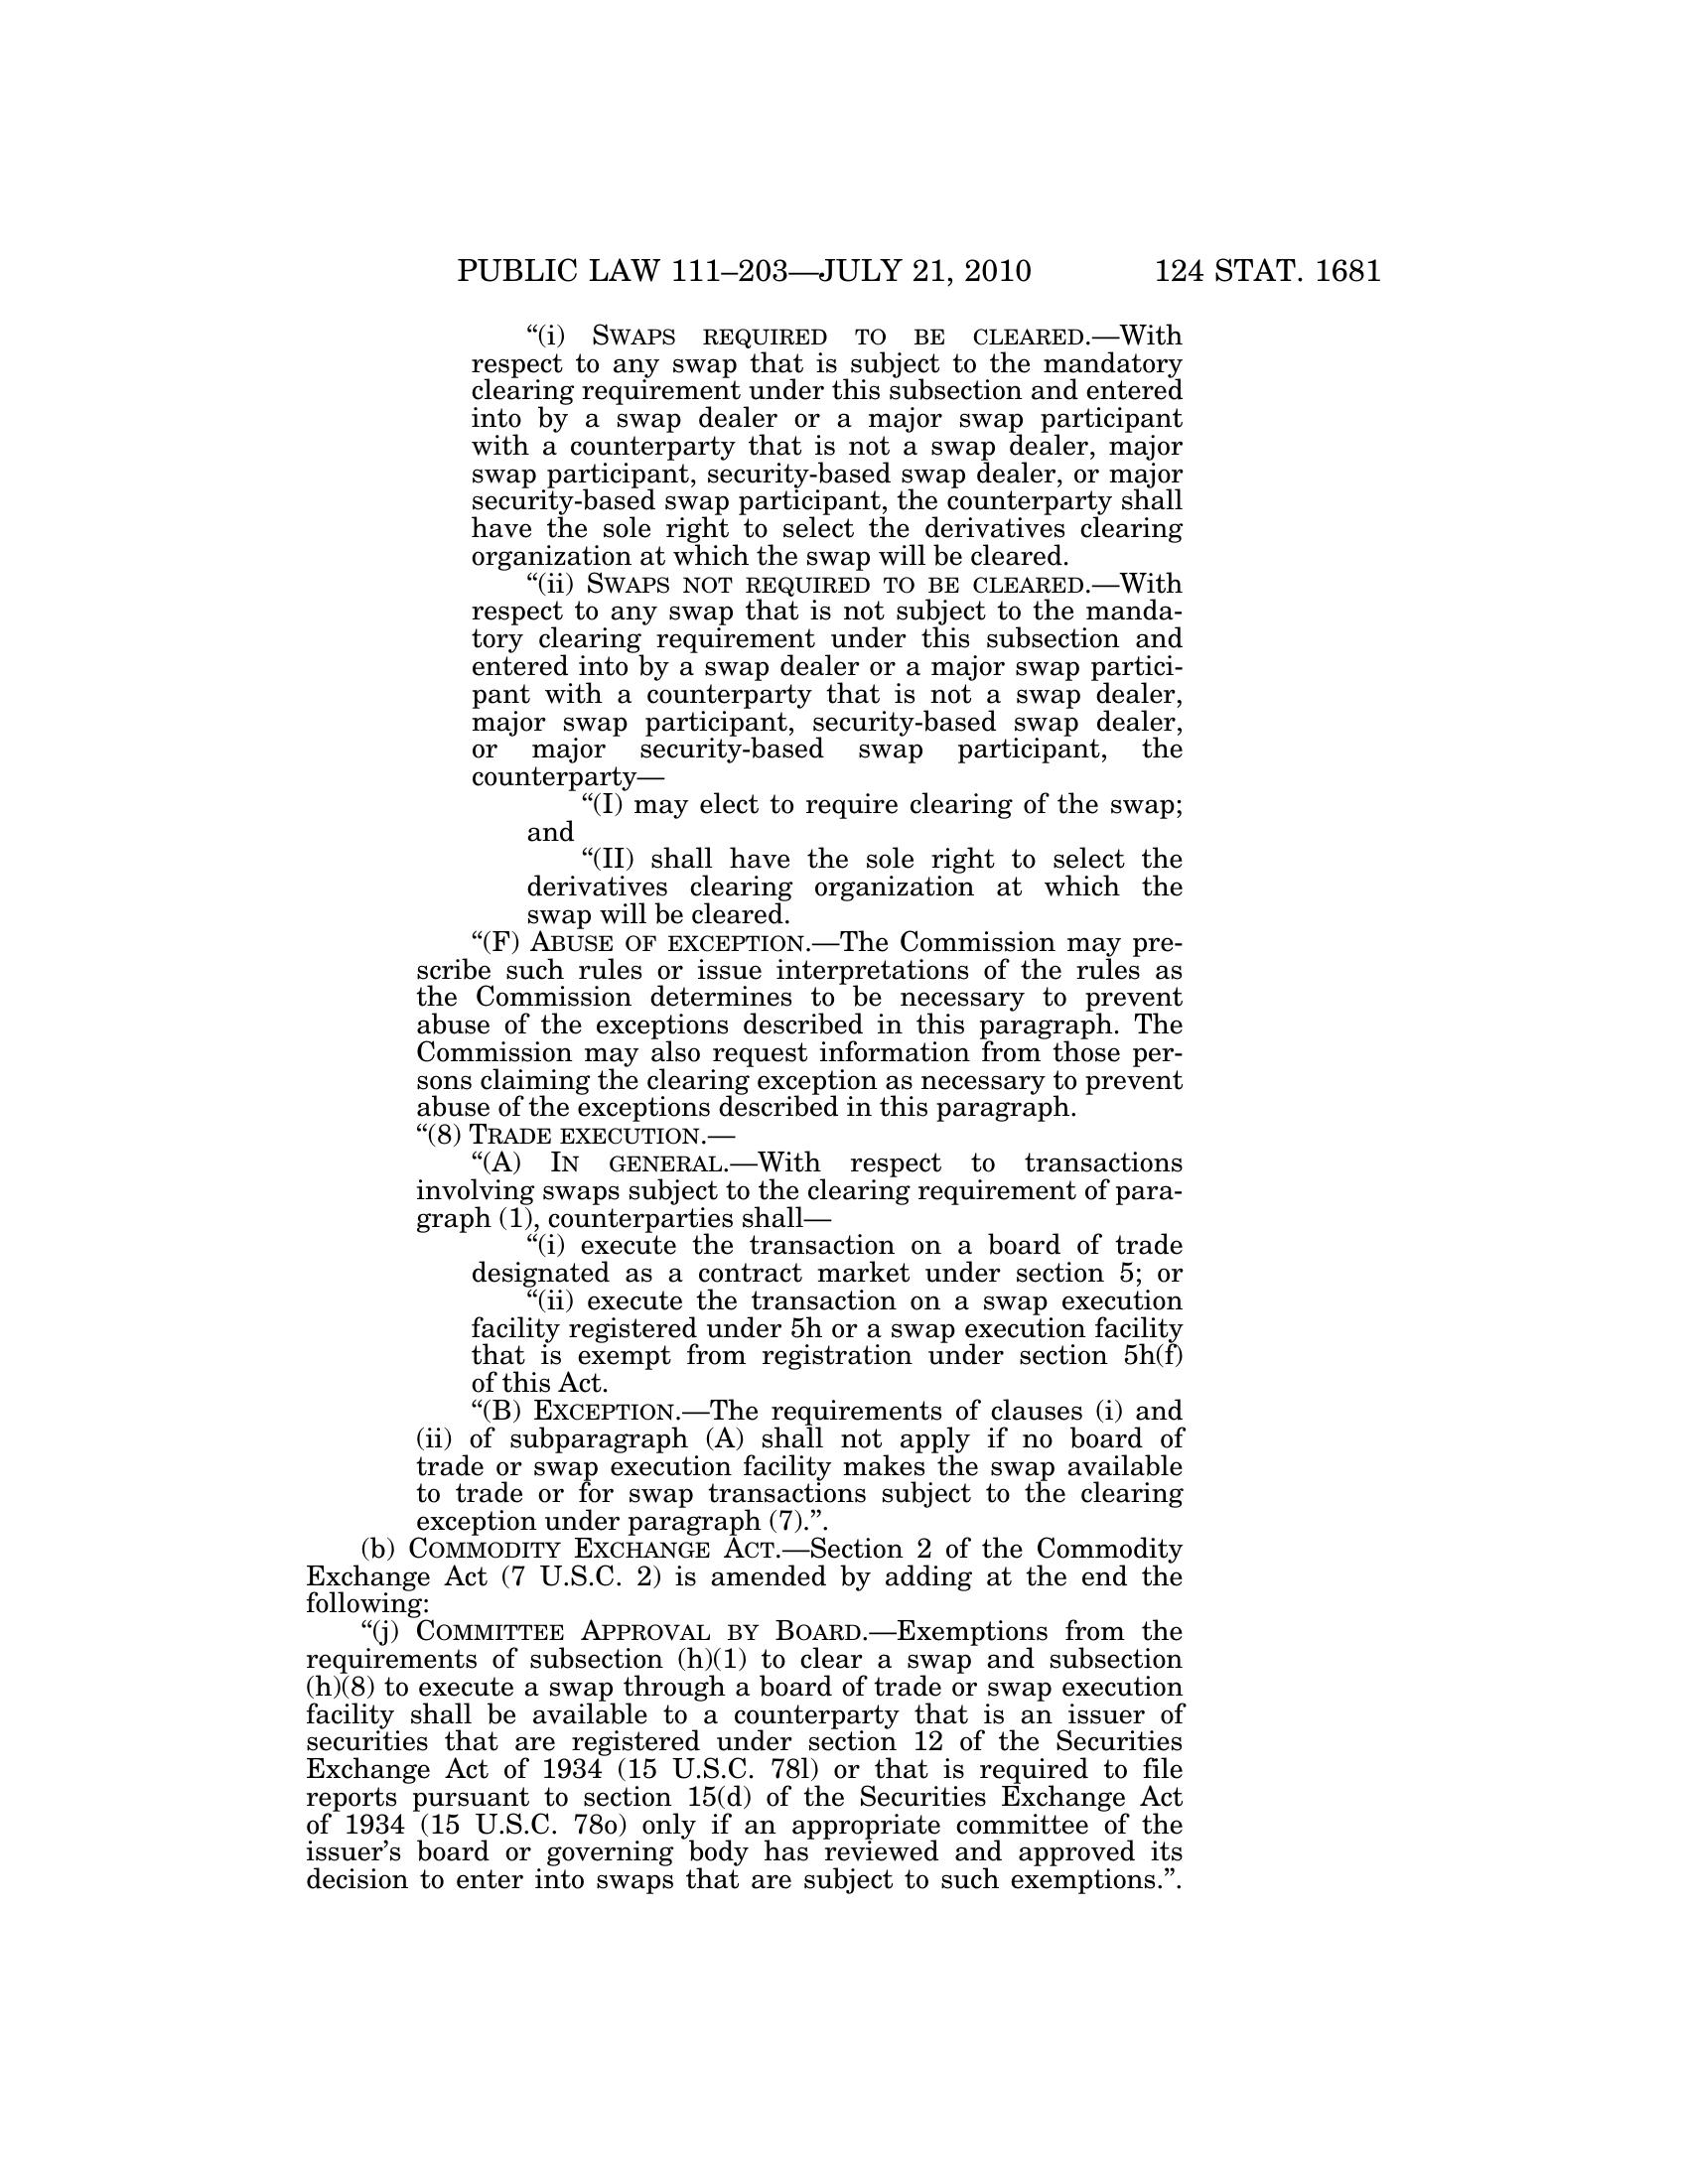 PUBLIC LAW 111–203—JULY 21, 2010 124 STAT. 1681
“(i) SWAPS REQUIRED TO BE CLEARED.—With
respect to any swap that is subject to the mandatory
clearing requirement under this subsection and entered
into by a swap dealer or a major swap participant
with a counterparty that is not a swap dealer, major
swap participant, security-based swap dealer, or major
security-based swap participant, the counterparty shall
have the sole right to select the derivatives clearing
organization at which the swap will be cleared.
“(ii) SWAPS NOT REQUIRED TO BE CLEARED.—With
respect to any swap that is not subject to the manda-
tory clearing requirement under this subsection and
entered into by a swap dealer or a major swap partici-
pant with a counterparty that is not a swap dealer,
major swap participant, security-based swap dealer,
or major security-based swap participant, the
counterparty—
“(I) may elect to require clearing of the swap;
and
“(II) shall have the sole right to select the
derivatives clearing organization at which the
swap will be cleared.
“(F) ABUSE OF EXCEPTION.—The Commission may pre-
scribe such rules or issue interpretations of the rules as
the Commission determines to be necessary to prevent
abuse of the exceptions described in this paragraph. The
Commission may also request information from those per-
sons claiming the clearing exception as necessary to prevent
abuse of the exceptions described in this paragraph.
“(8) TRADE EXECUTION.—
“(A) IN GENERAL.—With respect to transactions
involving swaps subject to the clearing requirement of para-
graph (1), counterparties shall—
“(i) execute the transaction on a board of trade
designated as a contract market under section 5; or
“(ii) execute the transaction on a swap execution
facility registered under 5h or a swap execution facility
that is exempt from registration under section 5h(f)
of this Act.
“(B) EXCEPTION.—The requirements of clauses (i) and
(ii) of subparagraph (A) shall not apply if no board of
trade or swap execution facility makes the swap available
to trade or for swap transactions subject to the clearing
exception under paragraph (7).”.
(b) COMMODITY EXCHANGE ACT.—Section 2 of the Commodity
Exchange Act (7 U.S.C. 2) is amended by adding at the end the
following:
“(j) COMMITTEE APPROVAL BY BOARD.—Exemptions from the
requirements of subsection (h)(1) to clear a swap and subsection
(h)(8) to execute a swap through a board of trade or swap execution
facility shall be available to a counterparty that is an issuer of
securities that are registered under section 12 of the Securities
Exchange Act of 1934 (15 U.S.C. 78l) or that is required to file
reports pursuant to section 15(d) of the Securities Exchange Act
of 1934 (15 U.S.C. 78o) only if an appropriate committee of the
issuer’s board or governing body has reviewed and approved its
decision to enter into swaps that are subject to such exemptions.”.